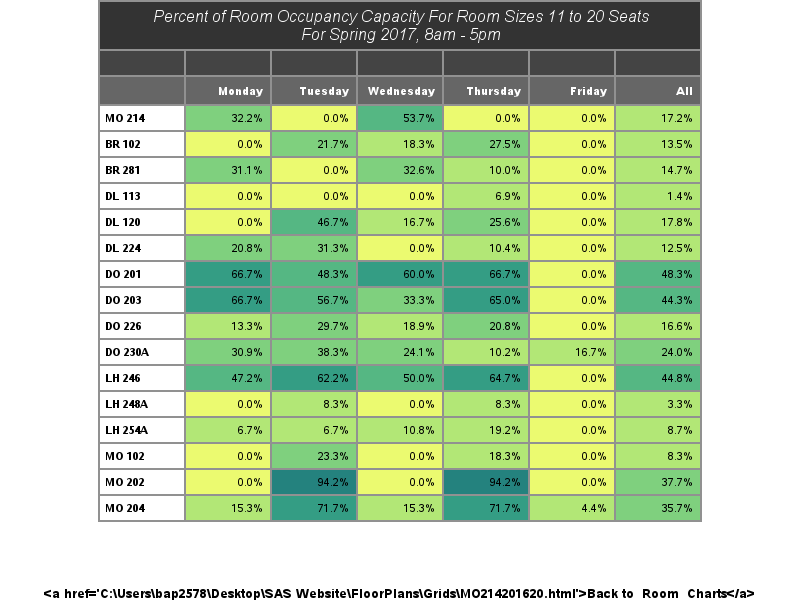 Percent of Room Occupancy Capacity For Room Sizes 11 to 20 Seats
For Spring 2017, 8am - 5pm
Monday Tuesday Wednesday Thursday Friday All
MO 214 32.2% 0.0% 53.7% 0.0% 0.0% 17.2%
BR 102 0.0% 21.7% 18.3% 27.5% 0.0% 13.5%
BR 281 31.1% 0.0% 32.6% 10.0% 0.0% 14.7%
DL 113 0.0% 0.0% 0.0% 6.9% 0.0% 1.4%
DL 120 0.0% 46.7% 16.7% 25.6% 0.0% 17.8%
DL 224 20.8% 31.3% 0.0% 10.4% 0.0% 12.5%
DO 201 66.7% 48.3% 60.0% 66.7% 0.0% 48.3%
DO 203 66.7% 56.7% 33.3% 65.0% 0.0% 44.3%
DO 226 13.3% 29.7% 18.9% 20.8% 0.0% 16.6%
DO 230A 30.9% 38.3% 24.1% 10.2% 16.7% 24.0%
LH 246 47.2% 62.2% 50.0% 64.7% 0.0% 44.8%
LH 248A 0.0% 8.3% 0.0% 8.3% 0.0% 3.3%
LH 254A 6.7% 6.7% 10.8% 19.2% 0.0% 8.7%
MO 102 0.0% 23.3% 0.0% 18.3% 0.0% 8.3%
MO 202 0.0% 94.2% 0.0% 94.2% 0.0% 37.7%
MO 204 15.3% 71.7% 15.3% 71.7% 4.4% 35.7%
<a href='C:\Users\bap2578\Desktop\SAS Website\FloorPlans\Grids\MO214201620.html'>Back to Room Charts</a>